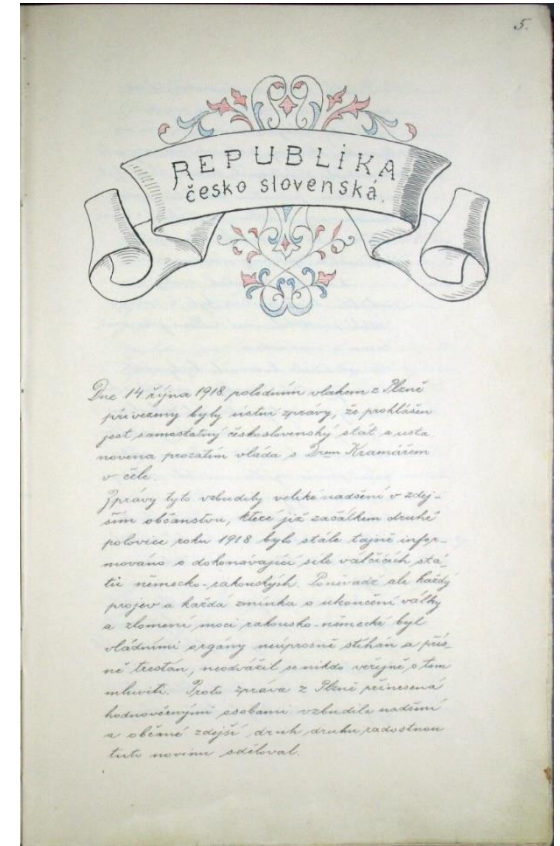 5.
REPUBLIKA
česko slovenská.
Dne 14 října 1918 poledním vlakem z Plzně
přivezeny byly ústní zprávy, že prohlášen
jest samostatný československý stát a usta
novena prozatím vláda s Drem Kramářem
v čele.
Zprávy tyto vzbudily veliké nadšení v zdej-
ším občanstvu, které již začátkem druhé
polovice roku 1918 bylo stále tajně infor-
mováno o dokonávající síle válčících stá-
tů německo-rakouských. Poněvadž ale každý
projev a každá zmínka o ukončení války
a zlomení moci rakousko-německé byl
vládními orgány neúprosně stíhán a přís-
ně trestán, neodvážil se nikdo veřejně o tom
mluviti. Proto zpráva z Plzně přinesená
hodnověrnými osobami vzbudila nadšení
a občané zdejší druh druhu radostnou
tuto novinu sděloval.